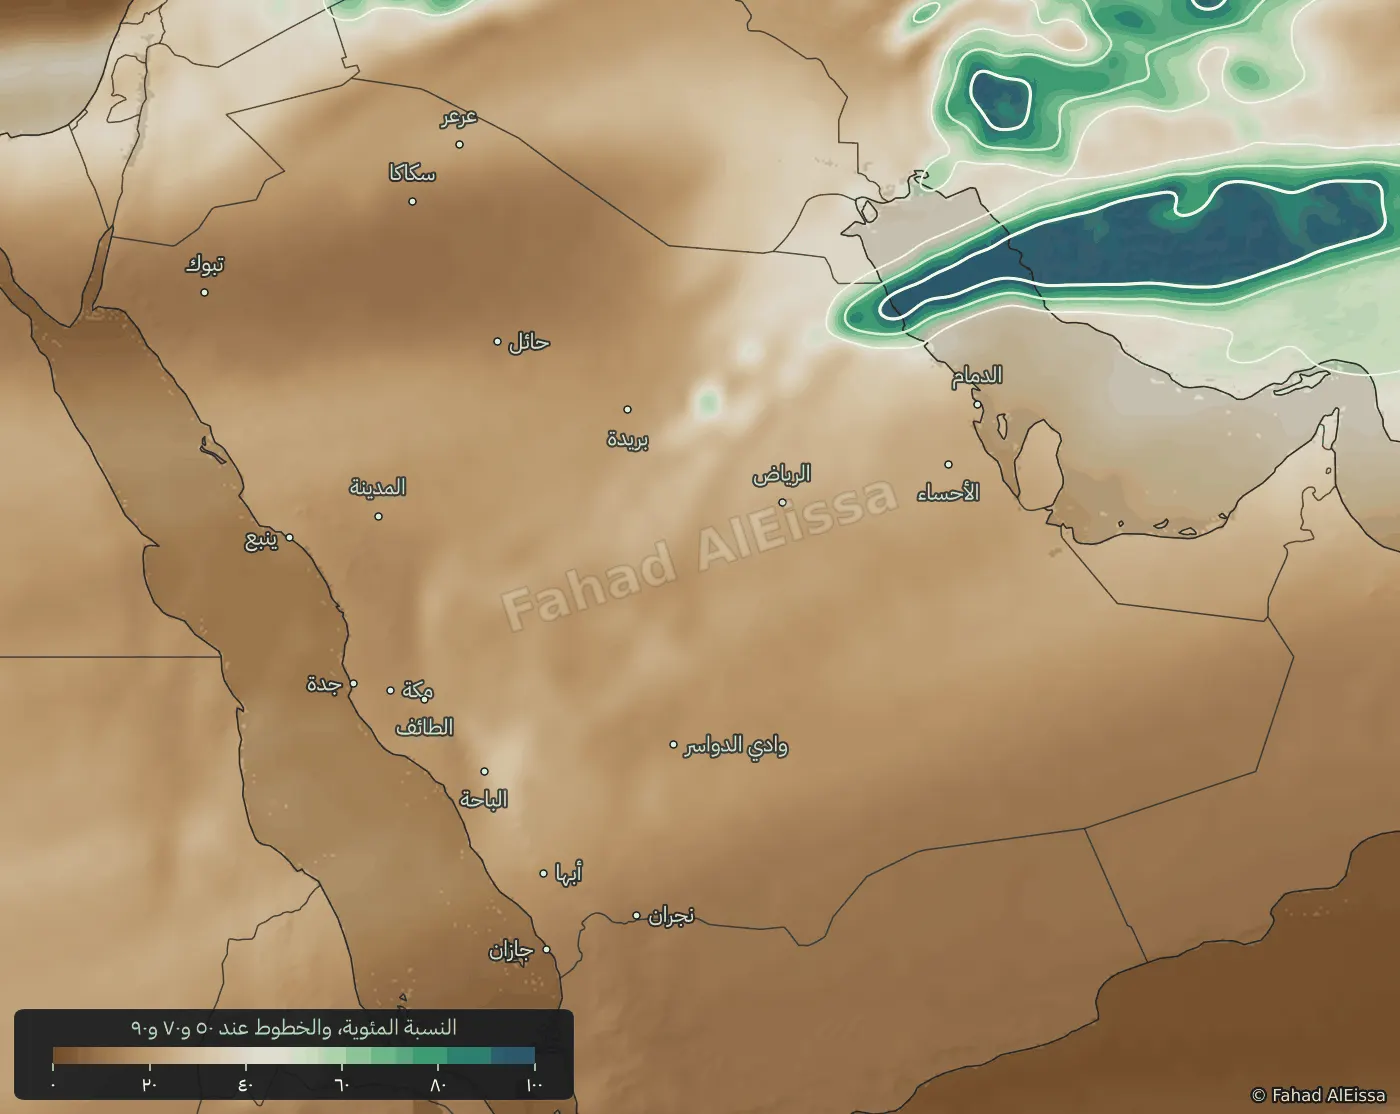 عرعر
سكاكا
تبوك
حائل
الدمام
بريدة
الرياض
الأحساء
المدينة
ينبع
Fahad AlEissa
جدة
مكة
الطائف
وادي الدواسر
الباحة
أبها
نجران
جازان
النسبة المئوية، والخطوط عند ٥٠ و٧٠ و٩٠
٠ ٢٠ ٤٠ ٦٠ ٨٠ ١٠٠
© Fahad AlEissa